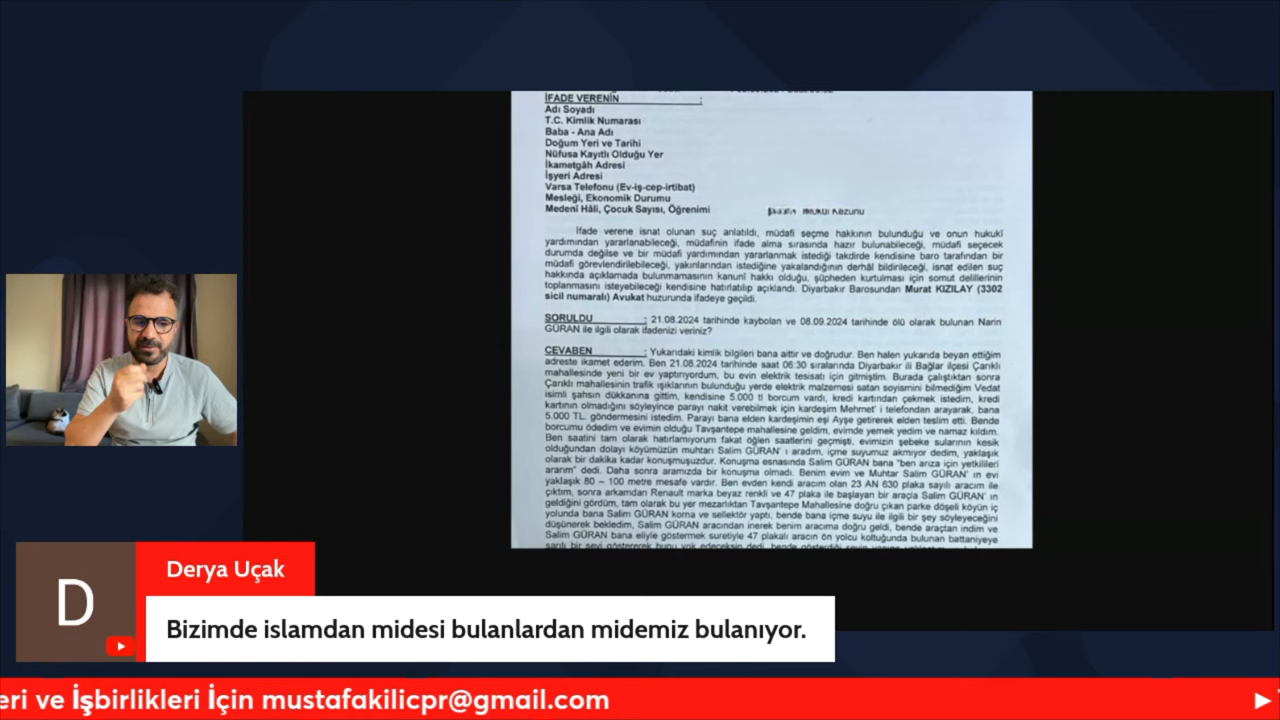 İFADE VERENİN :
Adı Soyadı
T.C. Kimlik Numarası
Baba - Ana Adı
Doğum Yeri ve Tarihi
Nüfusa Kayıtlı Olduğu Yer
İkametgâh Adresi
İşyeri Adresi
Varsa Telefonu (Ev-iş-cep-irtibat)
Mesleği, Ekonomik Durumu
Medenî Hâli, Çocuk Sayısı, Öğrenimi
İfade verene isnat olunan suç anlatıldı, müdafi seçme hakkının bulunduğu ve onun hukukî
yardımından yararlanabileceği, müdafinin ifade alma sırasında hazır bulunabileceği, müdafi seçecek
durumda değilse ve bir müdafi yardımından yararlanmak istediği takdirde kendisine baro tarafından bir
müdafi görevlendirilebileceği, yakınlarından istediğine yakalandığının derhâl bildirileceği, isnat edilen suç
hakkında açıklamada bulunmamasının kanunî hakkı olduğu, şüpheden kurtulması için somut delillerinin
toplanmasını isteyebileceği kendisine hatırlatılıp açıklandı. Diyarbakır Barosundan Murat KIZILAY (3302
sicil numaralı) Avukat huzurunda ifadeye geçildi.
SORULDU : 21.08.2024 tarihinde kaybolan ve 08.09.2024 tarihinde ölü olarak bulunan Narin
GÜRAN ile ilgili olarak ifadenizi veriniz?
CEVABEN : Yukarıdaki kimlik bilgileri bana aittir ve doğrudur. Ben halen yukarıda beyan ettiğim
adreste ikamet ederim. Ben 21.08.2024 tarihinde saat 06:30 sıralarında Diyarbakır ili Bağlar ilçesi Çarıklı
mahallesinde yeni bir ev yaptırıyordum, bu evin elektrik tesisatı için gitmiştim. Burada çalıştıktan sonra
Çarıklı mahallesinin trafik ışıklarının bulunduğu yerde elektrik malzemesi satan soyismini bilmediğim Vedat
isimli şahsın dükkanına gittim, kendisine 5.000 tl borcum vardı, kredi kartından çekmek istedim, kredi
kartının olmadığını söyleyince parayı nakit verebilmek için kardeşim Mehmet' i telefondan arayarak, bana
5.000 TL. göndermesini istedim. Parayı bana elden kardeşimin eşi Ayşe getirerek elden teslim etti. Bende
borcumu ödedim ve evimin olduğu Tavşantepe mahallesine geldim, evimde yemek yedim ve namaz kıldım.
Ben saatini tam olarak hatırlamıyorum fakat öğlen saatlerini geçmişti, evimizin şebeke sularının kesik
olduğundan dolayı köyümüzün muhtarı Salim GÜRAN' ı aradım, içme suyumuz akmıyor dedim, yaklaşık
olarak bir dakika kadar konuşmuşuzdur. Konuşma esnasında Salim GÜRAN bana "ben arıza için yetkilileri
ararım" dedi. Daha sonra aramızda bir konuşma olmadı. Benim evim ve Muhtar Salim GÜRAN' ın evi
yaklaşık 80 – 100 metre mesafe vardır. Ben evden kendi aracım olan 23 AN 630 plaka sayılı aracım ile
çıktım, sonra arkamdan Renault marka beyaz renkli ve 47 plaka ile başlayan bir araçla Salim GÜRAN' ın
geldiğini gördüm, tam olarak bu yer mezarlıktan Tavşantepe Mahallesine doğru çıkan parke döşeli köyün iç
yolunda bana Salim GÜRAN korna ve sellektör yaptı, bende bana içme suyu ile ilgili bir şey söyleyeceğini
düşünerek bekledim, Salim GÜRAN aracından inerek benim aracıma doğru geldi, bende araçtan indim ve
Salim GÜRAN bana eliyle göstermek suretiyle 47 plakalı aracın ön yolcu koltuğunda bulunan battaniyeye
D
Derya Uçak
Bizimde islamdan midesi bulanlardan midemiz bulanıyor.
eri ve İşbirlikleri İçin mustafakilicpr@gmail.com